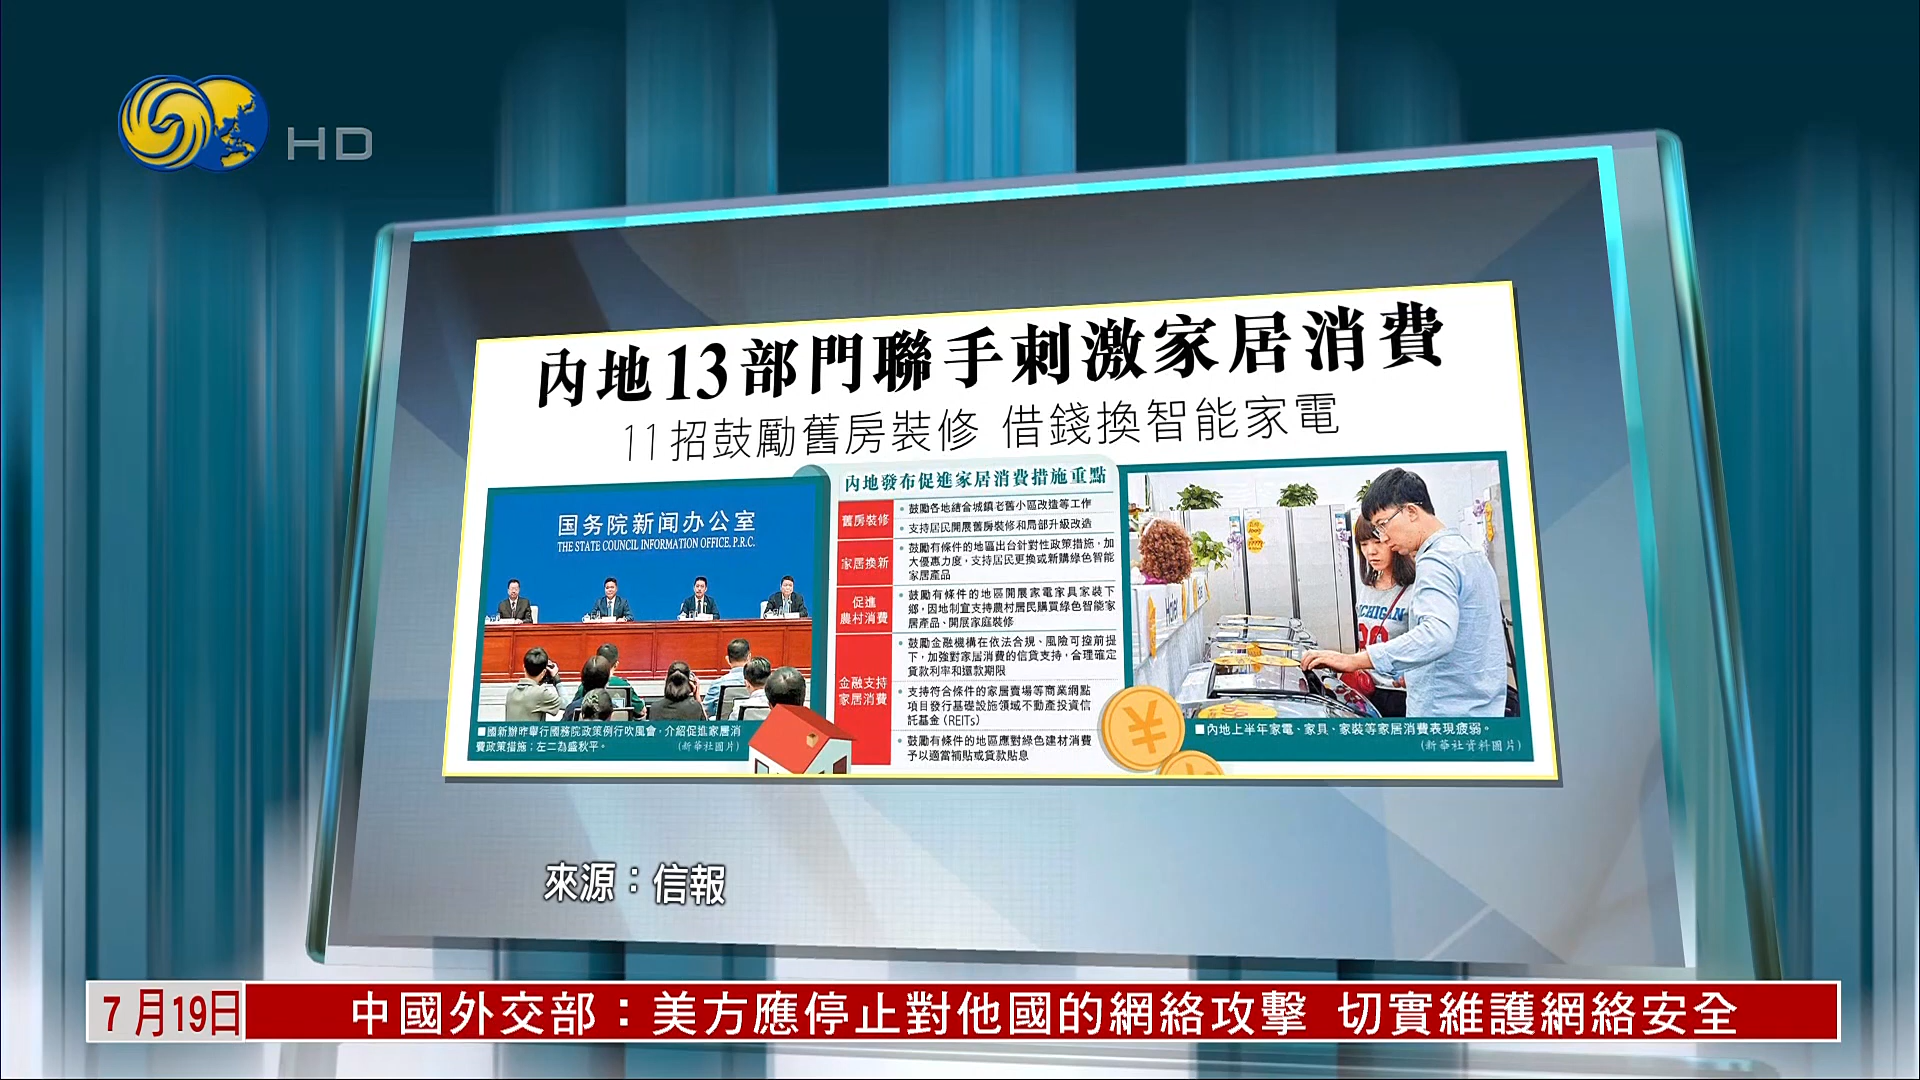 HD
內地13部門聯手刺激家居消費
11招鼓勵舊房裝修 借錢換智能家電
国务院新闻办公室
THE STATE COUNCIL INFORMATION OFFICE, P.R.C.
■國新辦昨舉行國務院政策例行吹風會，介紹促進家居消
費政策措施；左二為盛秋平。
(新華社圖片)
內地發布促進家居消費措施重點
舊房裝修
• 鼓勵各地結合城鎮老舊小區改造等工作
• 支持居民開展舊房裝修和局部升級改造
家居換新
• 鼓勵有條件的地區出台針對性政策措施，加
大優惠力度，支持居民更換或新購綠色智能
家居產品
促進
農村消費
• 鼓勵有條件的地區開展家電家具家裝下
鄉，因地制宜支持農村居民購買綠色智能家
居產品、開展家庭裝修
金融支持
家居消費
• 鼓勵金融機構在依法合規、風險可控前提
下，加強對家居消費的信貸支持，合理確定
貸款利率和還款期限
• 支持符合條件的家居賣場等商業網點
項目發行基礎設施領域不動產投資信
託基金（REITs）
• 鼓勵有條件的地區應對綠色建材消費
予以適當補貼或貸款貼息
Haier
MICHIGAN
¥
■內地上半年家電、家具、家裝等家居消費表現疲弱。
(新華社資料圖片)
來源：信報
7月19日
中國外交部：美方應停止對他國的網絡攻擊 切實維護網絡安全